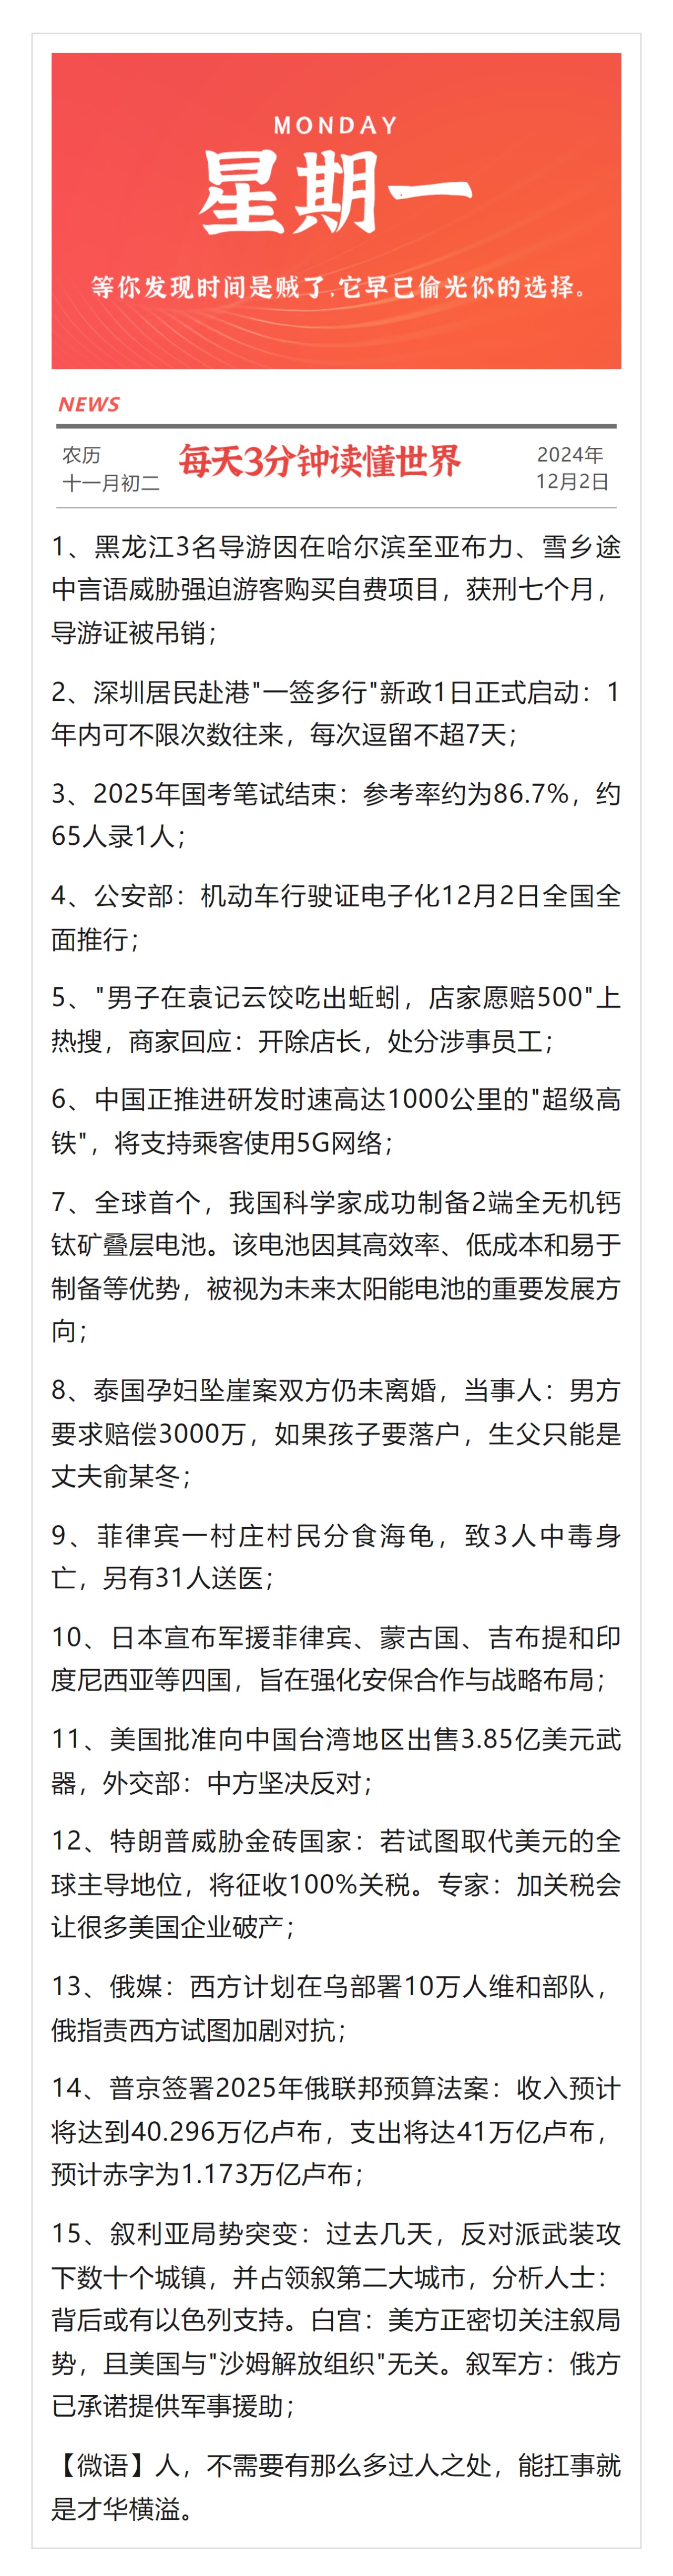 MONDAY
星期一
等你发现时间是贼了,它早已偷光你的选择。
NEWS
农历
十一月初二
每天3分钟读懂世界
2024年
12月2日
1、黑龙江3名导游因在哈尔滨至亚布力、雪乡途
中言语威胁强迫游客购买自费项目，获刑七个月，
导游证被吊销；
2、深圳居民赴港"一签多行"新政1日正式启动：1
年内可不限次数往来，每次逗留不超7天；
3、2025年国考笔试结束：参考率约为86.7%，约
65人录1人；
4、公安部：机动车行驶证电子化12月2日全国全
面推行；
5、"男子在袁记云饺吃出蚯蚓，店家愿赔500"上
热搜，商家回应：开除店长，处分涉事员工；
6、中国正推进研发时速高达1000公里的"超级高
铁"，将支持乘客使用5G网络；
7、全球首个，我国科学家成功制备2端全无机钙
钛矿叠层电池。该电池因其高效率、低成本和易于
制备等优势，被视为未来太阳能电池的重要发展方
向；
8、泰国孕妇坠崖案双方仍未离婚，当事人：男方
要求赔偿3000万，如果孩子要落户，生父只能是
丈夫俞某冬；
9、菲律宾一村庄村民分食海龟，致3人中毒身
亡，另有31人送医；
10、日本宣布军援菲律宾、蒙古国、吉布提和印
度尼西亚等四国，旨在强化安保合作与战略布局；
11、美国批准向中国台湾地区出售3.85亿美元武
器，外交部：中方坚决反对；
12、特朗普威胁金砖国家：若试图取代美元的全
球主导地位，将征收100%关税。专家：加关税会
让很多美国企业破产；
13、俄媒：西方计划在乌部署10万人维和部队，
俄指责西方试图加剧对抗；
14、普京签署2025年俄联邦预算法案：收入预计
将达到40.296万亿卢布，支出将达41万亿卢布，
预计赤字为1.173万亿卢布；
15、叙利亚局势突变：过去几天，反对派武装攻
下数十个城镇，并占领叙第二大城市，分析人士：
背后或有以色列支持。白宫：美方正密切关注叙局
势，且美国与"沙姆解放组织"无关。叙军方：俄方
已承诺提供军事援助；
【微语】人，不需要有那么多过人之处，能扛事就
是才华横溢。